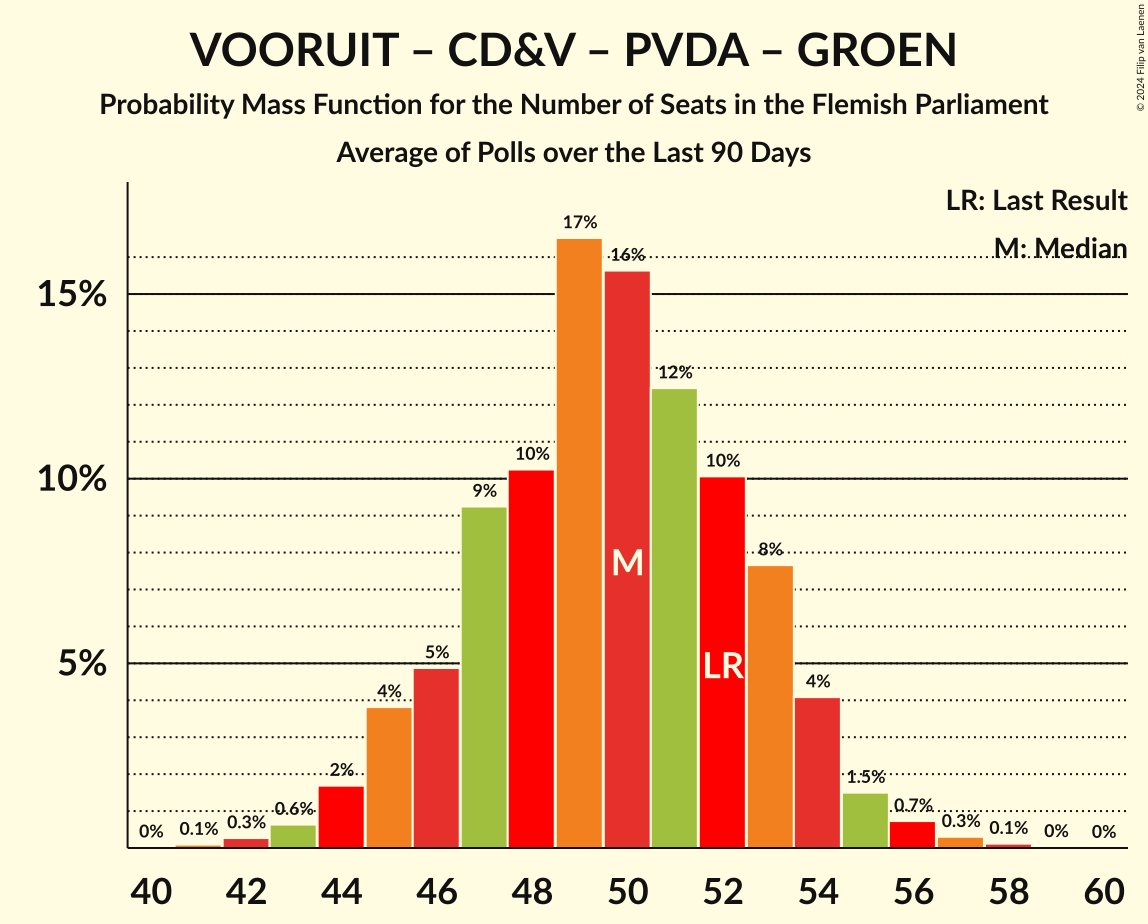 VOORUIT – CD&V – PVDA – GROEN
Probability Mass Function for the Number of Seats in the Flemish Parliament
Average of Polls over the Last 90 Days
© 2024 Filip van Laenen
LR: Last Result
M: Median
15%
10%
5%
0%
0.1%
0.3%
0.6%
2%
4%
5%
9%
10%
17%
16%
12%
10%
8%
4%
1.5%
0.7%
0.3%
0.1%
0%
0%
M
LR
40 42 44 46 48 50 52 54 56 58 60